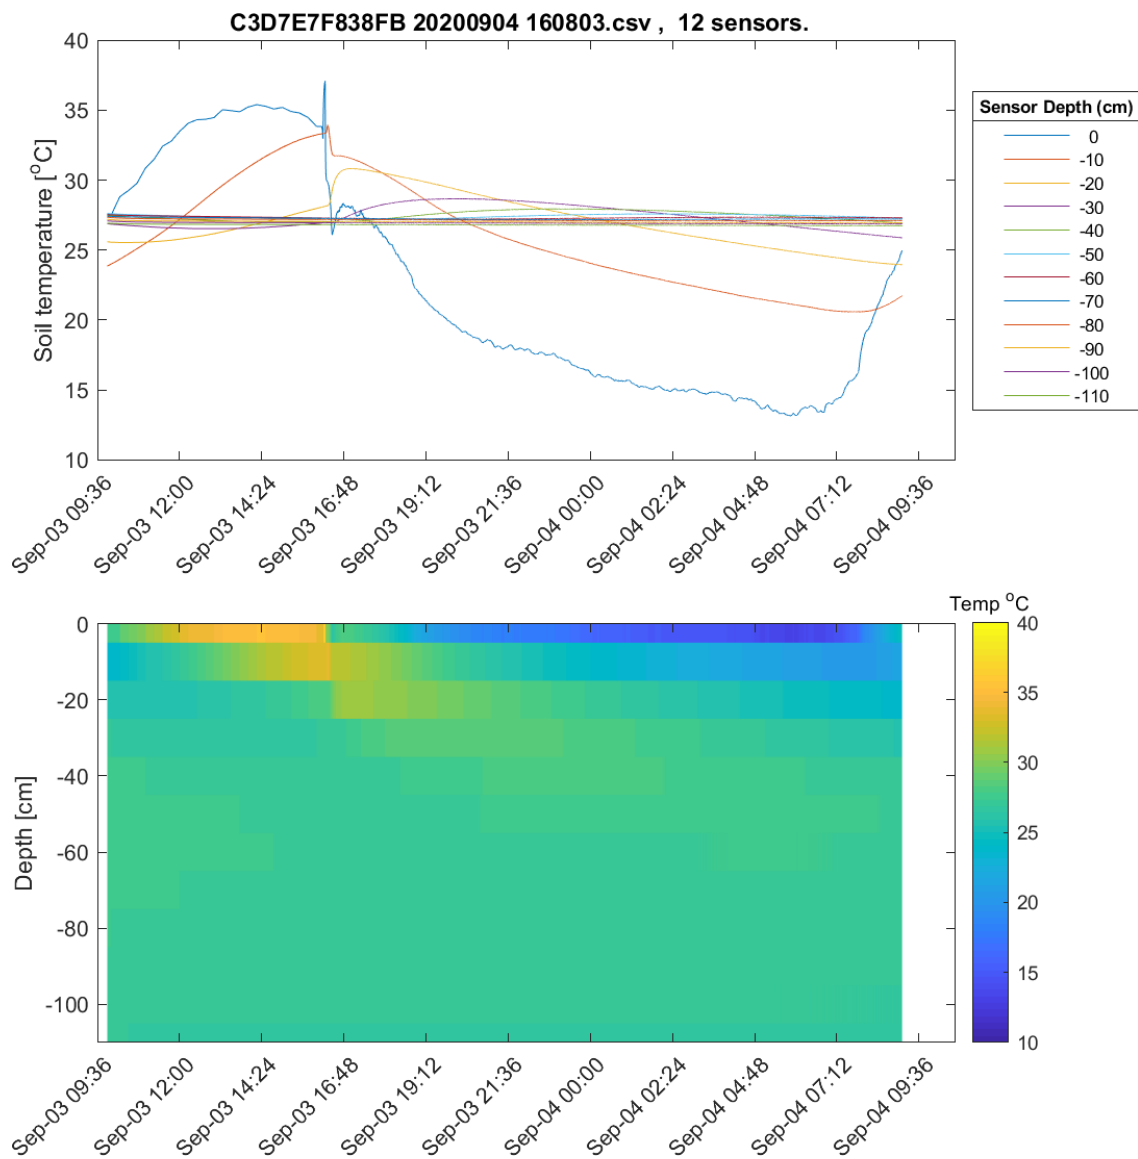 C3D7E7F838FB 20200904 160803.csv ,  12 sensors.
Soil temperature [°C]
40
35
30
25
20
15
10
Sep-03 09:36
Sep-03 12:00
Sep-03 14:24
Sep-03 16:48
Sep-03 19:12
Sep-03 21:36
Sep-04 00:00
Sep-04 02:24
Sep-04 04:48
Sep-04 07:12
Sep-04 09:36
Sensor Depth (cm)
0
-10
-20
-30
-40
-50
-60
-70
-80
-90
-100
-110
Depth [cm]
0
-20
-40
-60
-80
-100
Sep-03 09:36
Sep-03 12:00
Sep-03 14:24
Sep-03 16:48
Sep-03 19:12
Sep-03 21:36
Sep-04 00:00
Sep-04 02:24
Sep-04 04:48
Sep-04 07:12
Sep-04 09:36
Temp °C
40
35
30
25
20
15
10